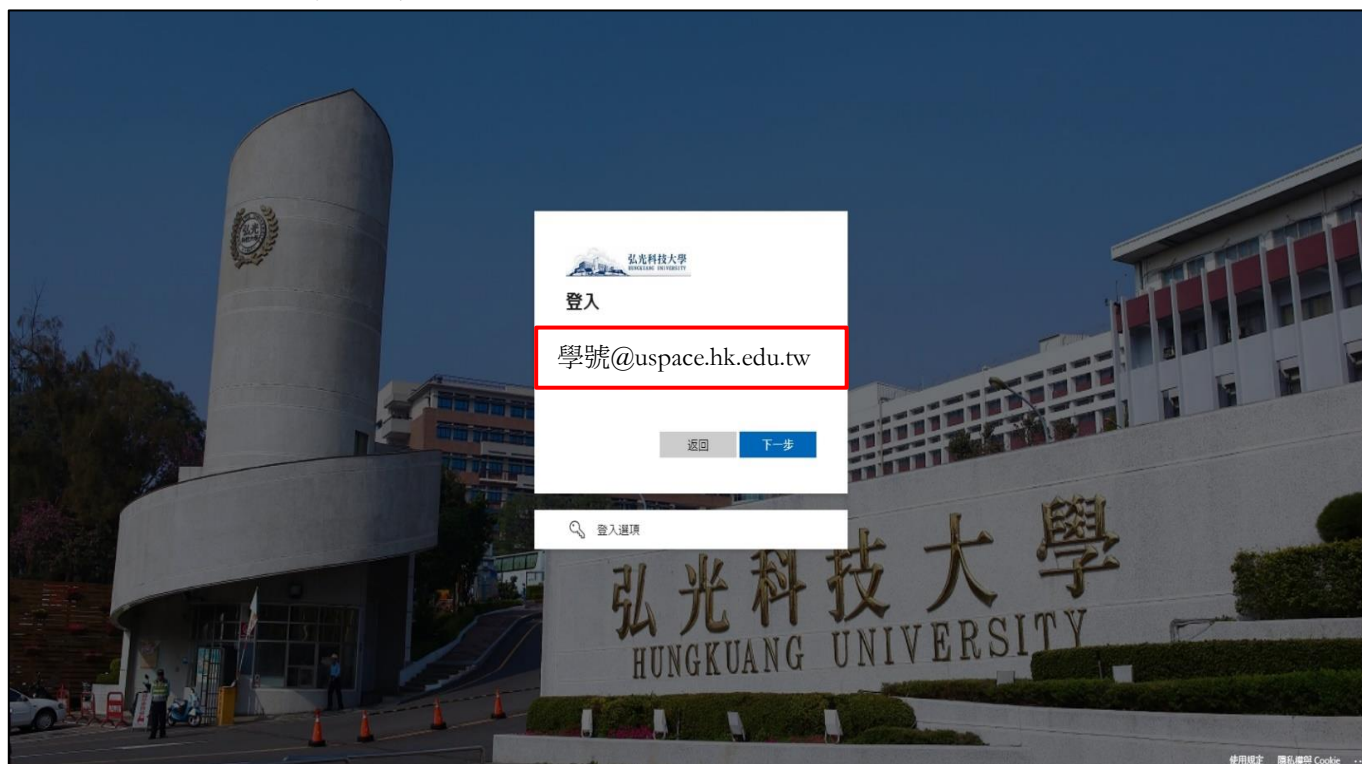 弘光
弘光科技大學
HUNGKUANG UNIVERSITY
登入
學號@uspace.hk.edu.tw
返回
下一步
登入選項
弘光科技大學
HUNGKUANG UNIVERSITY
使用規定 隱私權與 Cookie ...